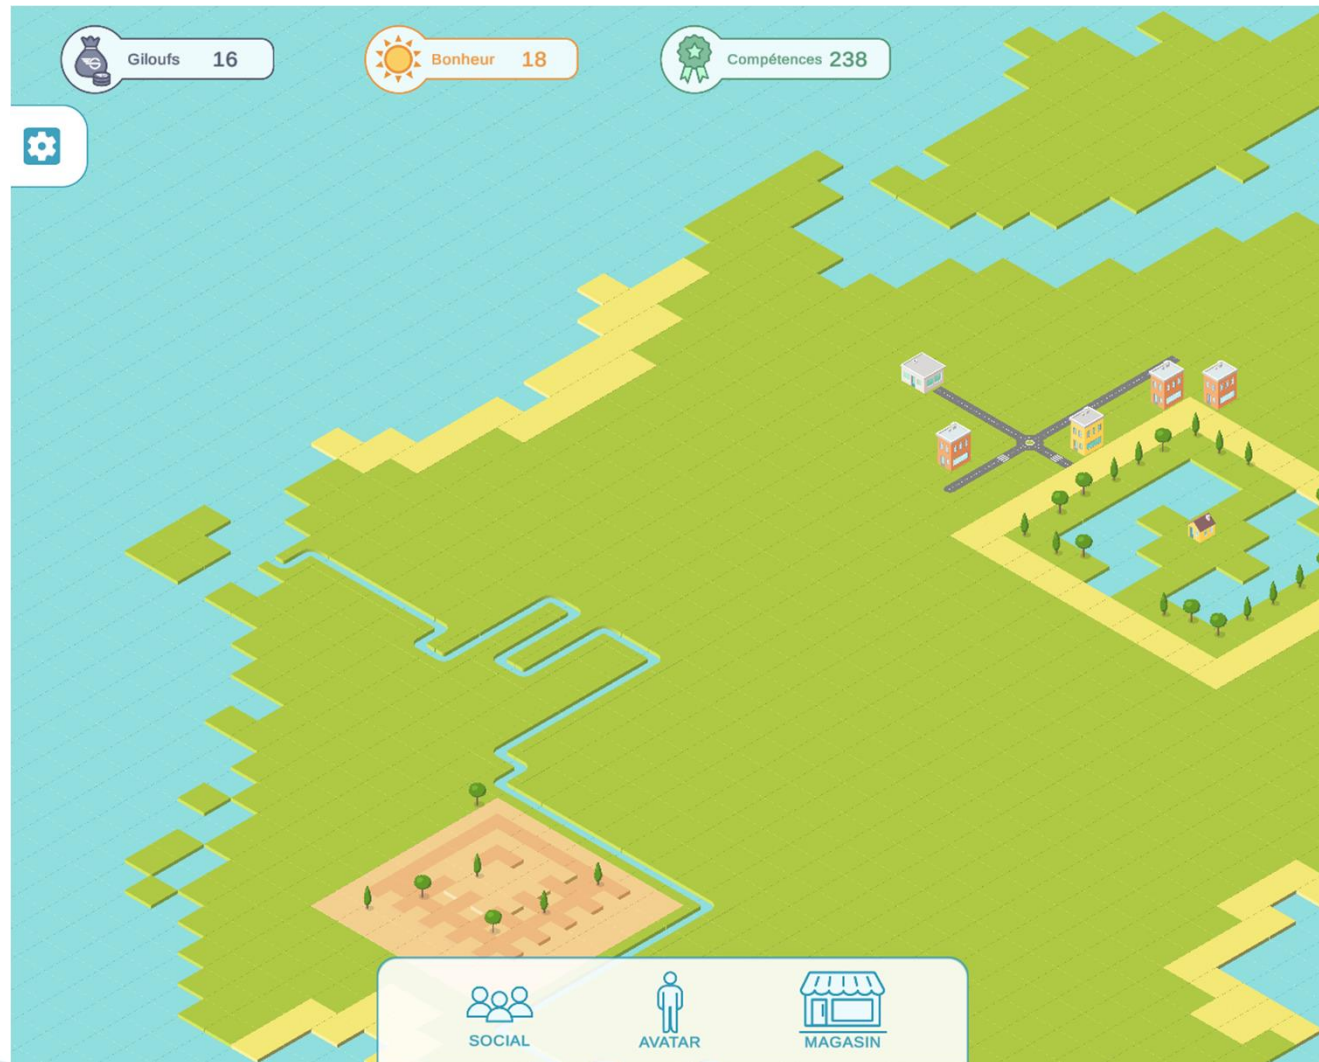 Giloufs 16
Bonheur 18
Compétences 238
SOCIAL
AVATAR
MAGASIN